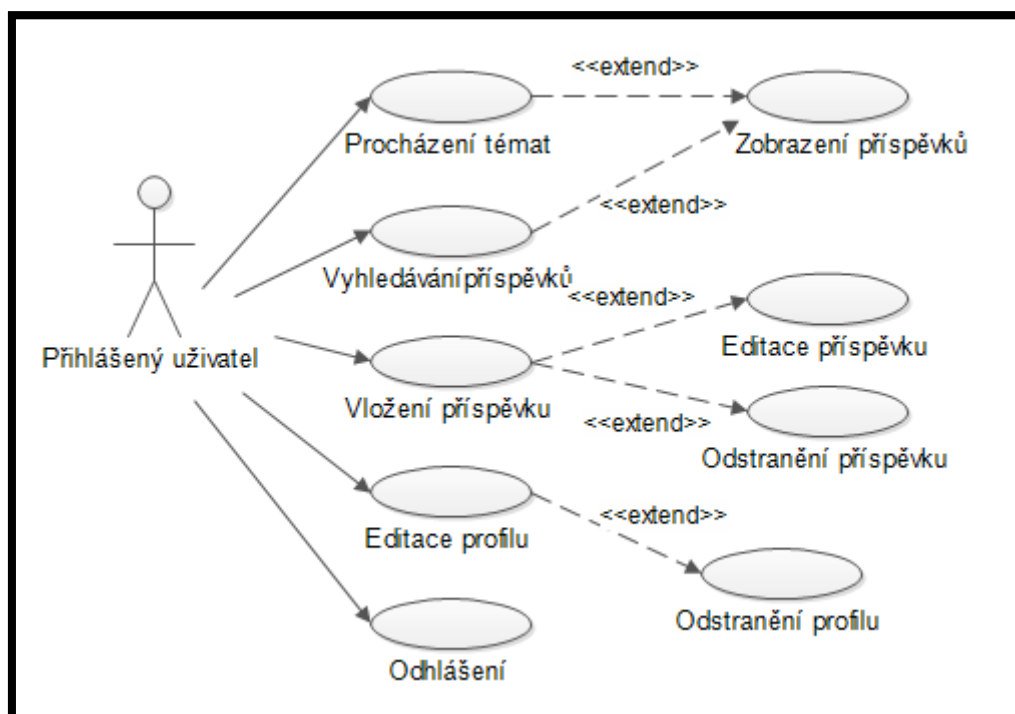 <<extend>>
Procházení témat
Zobrazení příspěvků
<<extend>>
Vyhledávánípříspěvků
<<extend>>
Přihlášený uživatel
Editace příspěvku
Vložení příspěvku
<<extend>>
Odstranění příspěvku
<<extend>>
Editace profilu
Odstranění profilu
Odhlášení